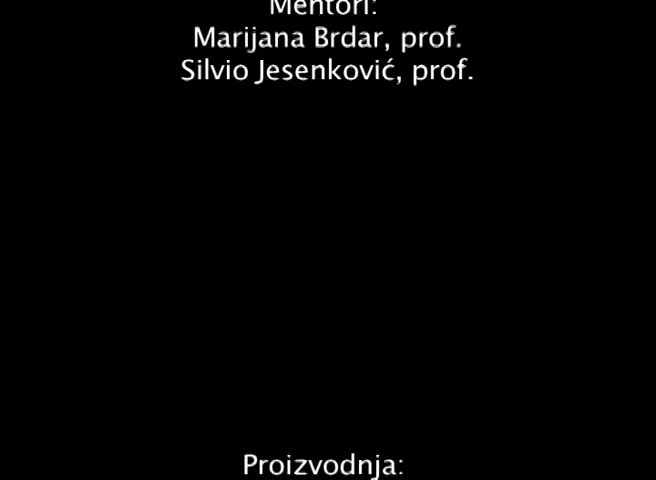 Mentori:
Marijana Brdar, prof.
Silvio Jesenković, prof.
Proizvodnja: